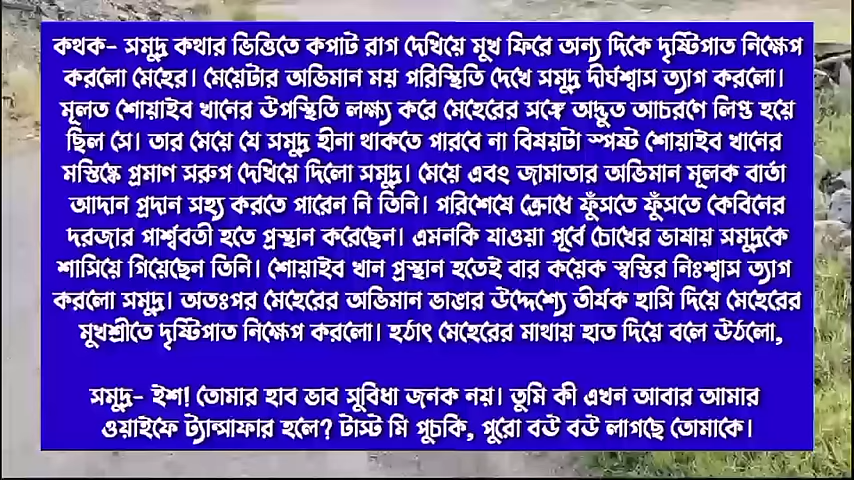 কথক- সমুদ্র কথার ভিত্তিতে কপাট রাগ দেখিয়ে মুখ ফিরে অন্য দিকে দৃষ্টিপাত নিক্ষেপ
করলো মেহের। মেয়েটার অভিমান ময় পরিস্থিতি দেখে সমুদ্র দীর্ঘশ্বাস ত্যাগ করলো।
মূলত শোয়াইব খানের উপস্থিতি লক্ষ্য করে মেহেরের সঙ্গে অদ্ভুত আচরণে লিপ্ত হয়ে
ছিল সে। তার মেয়ে যে সমুদ্র হীনা থাকতে পারবে না বিষয়টা স্পষ্ট শোয়াইব খানের
মস্তিষ্কে প্রমাণ সরুপ দেখিয়ে দিলো সমুদ্র। মেয়ে এবং জামাতার অভিমান মূলক বার্তা
আদান প্রদান সহ্য করতে পারেন নি তিনি। পরিশেষে ক্রোধে ফুঁসতে ফুঁসতে কেবিনের
দরজার পার্শ্ববর্তী হতে প্রস্থান করেছেন। এমনকি যাওয়া পূর্বে চোখের ভাষায় সমুদ্রকে
শাসিয়ে গিয়েছেন তিনি। শোয়াইব খান প্রস্থান হতেই বার কয়েক স্বস্তির নিঃশ্বাস ত্যাগ
করলো সমুদ্র। অতঃপর মেহেরের অভিমান ভাঙার উদ্দেশ্যে তীর্যক হাসি দিয়ে মেহেরের
মুখশ্রীতে দৃষ্টিপাত নিক্ষেপ করলো। হঠাৎ মেহেরের মাথায় হাত দিয়ে বলে উঠলো,
সমুদ্র- ইশ! তোমার হাব ভাব সুবিধা জনক নয়। তুমি কী এখন আবার আমার
ওয়াইফে ট্যান্সফার হলে? টাস্ট মি পুচকি, পুরো বউ বউ লাগছে তোমাকে।